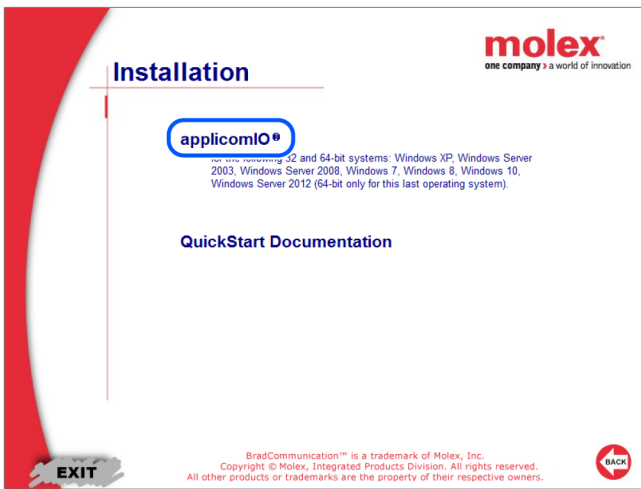 molex®
one company > a world of innovation
Installation
applicomIO®
for the following 32 and 64-bit systems: Windows XP, Windows Server
2003, Windows Server 2008, Windows 7, Windows 8, Windows 10,
Windows Server 2012 (64-bit only for this last operating system).
QuickStart Documentation
BradCommunication™ is a trademark of Molex, Inc.
Copyright © Molex, Integrated Products Division. All rights reserved.
All other products or trademarks are the property of their respective owners.
EXIT
BACK